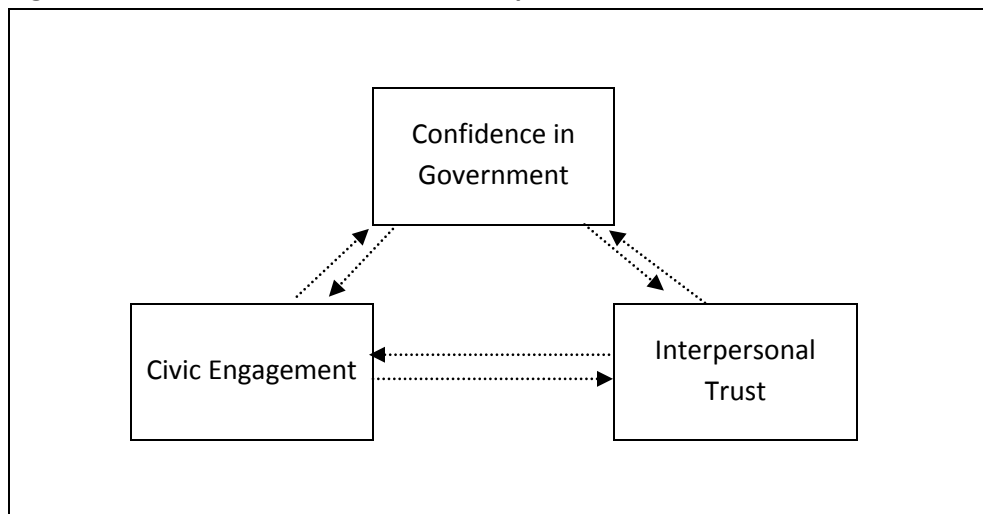 Confidence in
Government
Civic Engagement
Interpersonal
Trust